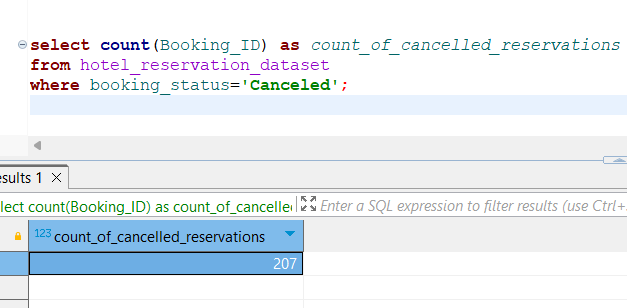 select count(Booking_ID) as count_of_cancelled_reservations
from hotel_reservation_dataset
where booking_status='Canceled';
esults 1
lect count(Booking_ID) as count_of_cancelle
Enter a SQL expression to filter results (use Ctrl+
123 count_of_cancelled_reservations
207